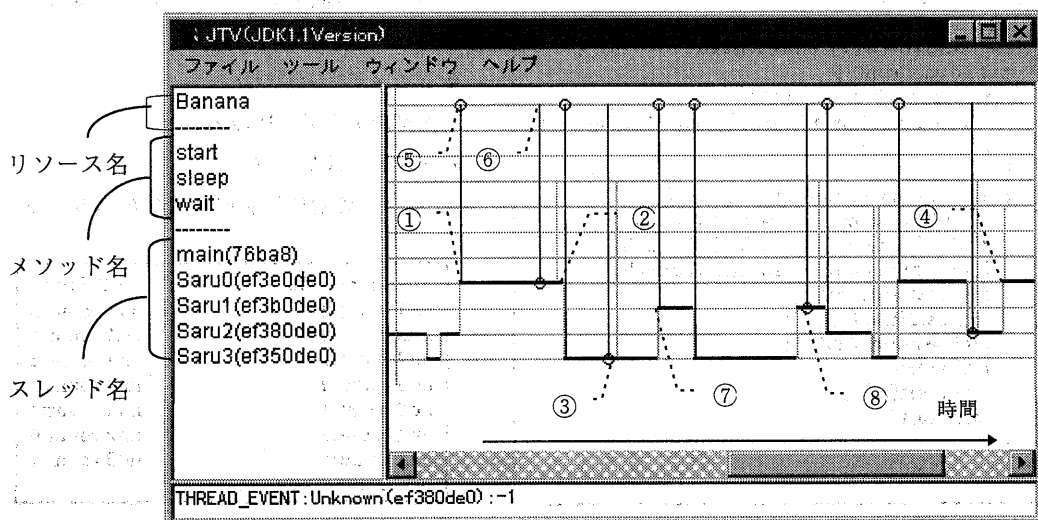 JTV(JDK1.1Version)
ファイル ツール ウィンドウ ヘルプ
Banana
--------
start
sleep
wait
--------
main(76ba8)
Saru0(ef3e0de0)
Saru1(ef3b0de0)
Saru2(ef380de0)
Saru3(ef350de0)
リソース名
メソッド名
スレッド名
⑤ ⑥
① ② ④
③ ⑦ ⑧
時間
THREAD_EVENT:Unknown(ef380de0):-1